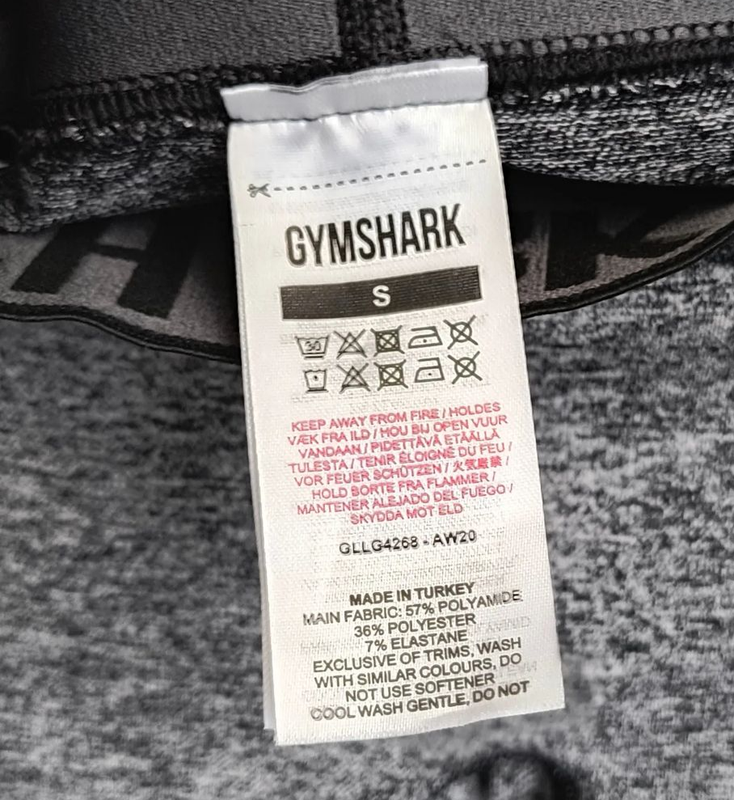 GYMSHARK
S
30
KEEP AWAY FROM FIRE / HOLDES
VÆK FRA ILD / HOU BIJ OPEN VUUR
VANDAAN / PIDETTÄVÄ ETÄÄLLÄ
TULESTA / TENIR ÉLOIGNÉ DU FEU /
VOR FEUER SCHÜTZEN / 火気厳禁 /
HOLD BORTE FRA FLAMMER /
MANTENER ALEJADO DEL FUEGO /
SKYDDA MOT ELD
GLLG4268 - AW20
MADE IN TURKEY
MAIN FABRIC: 57% POLYAMIDE
36% POLYESTER
7% ELASTANE
EXCLUSIVE OF TRIMS, WASH
WITH SIMILAR COLOURS, DO
NOT USE SOFTENER
COOL WASH GENTLE, DO NOT